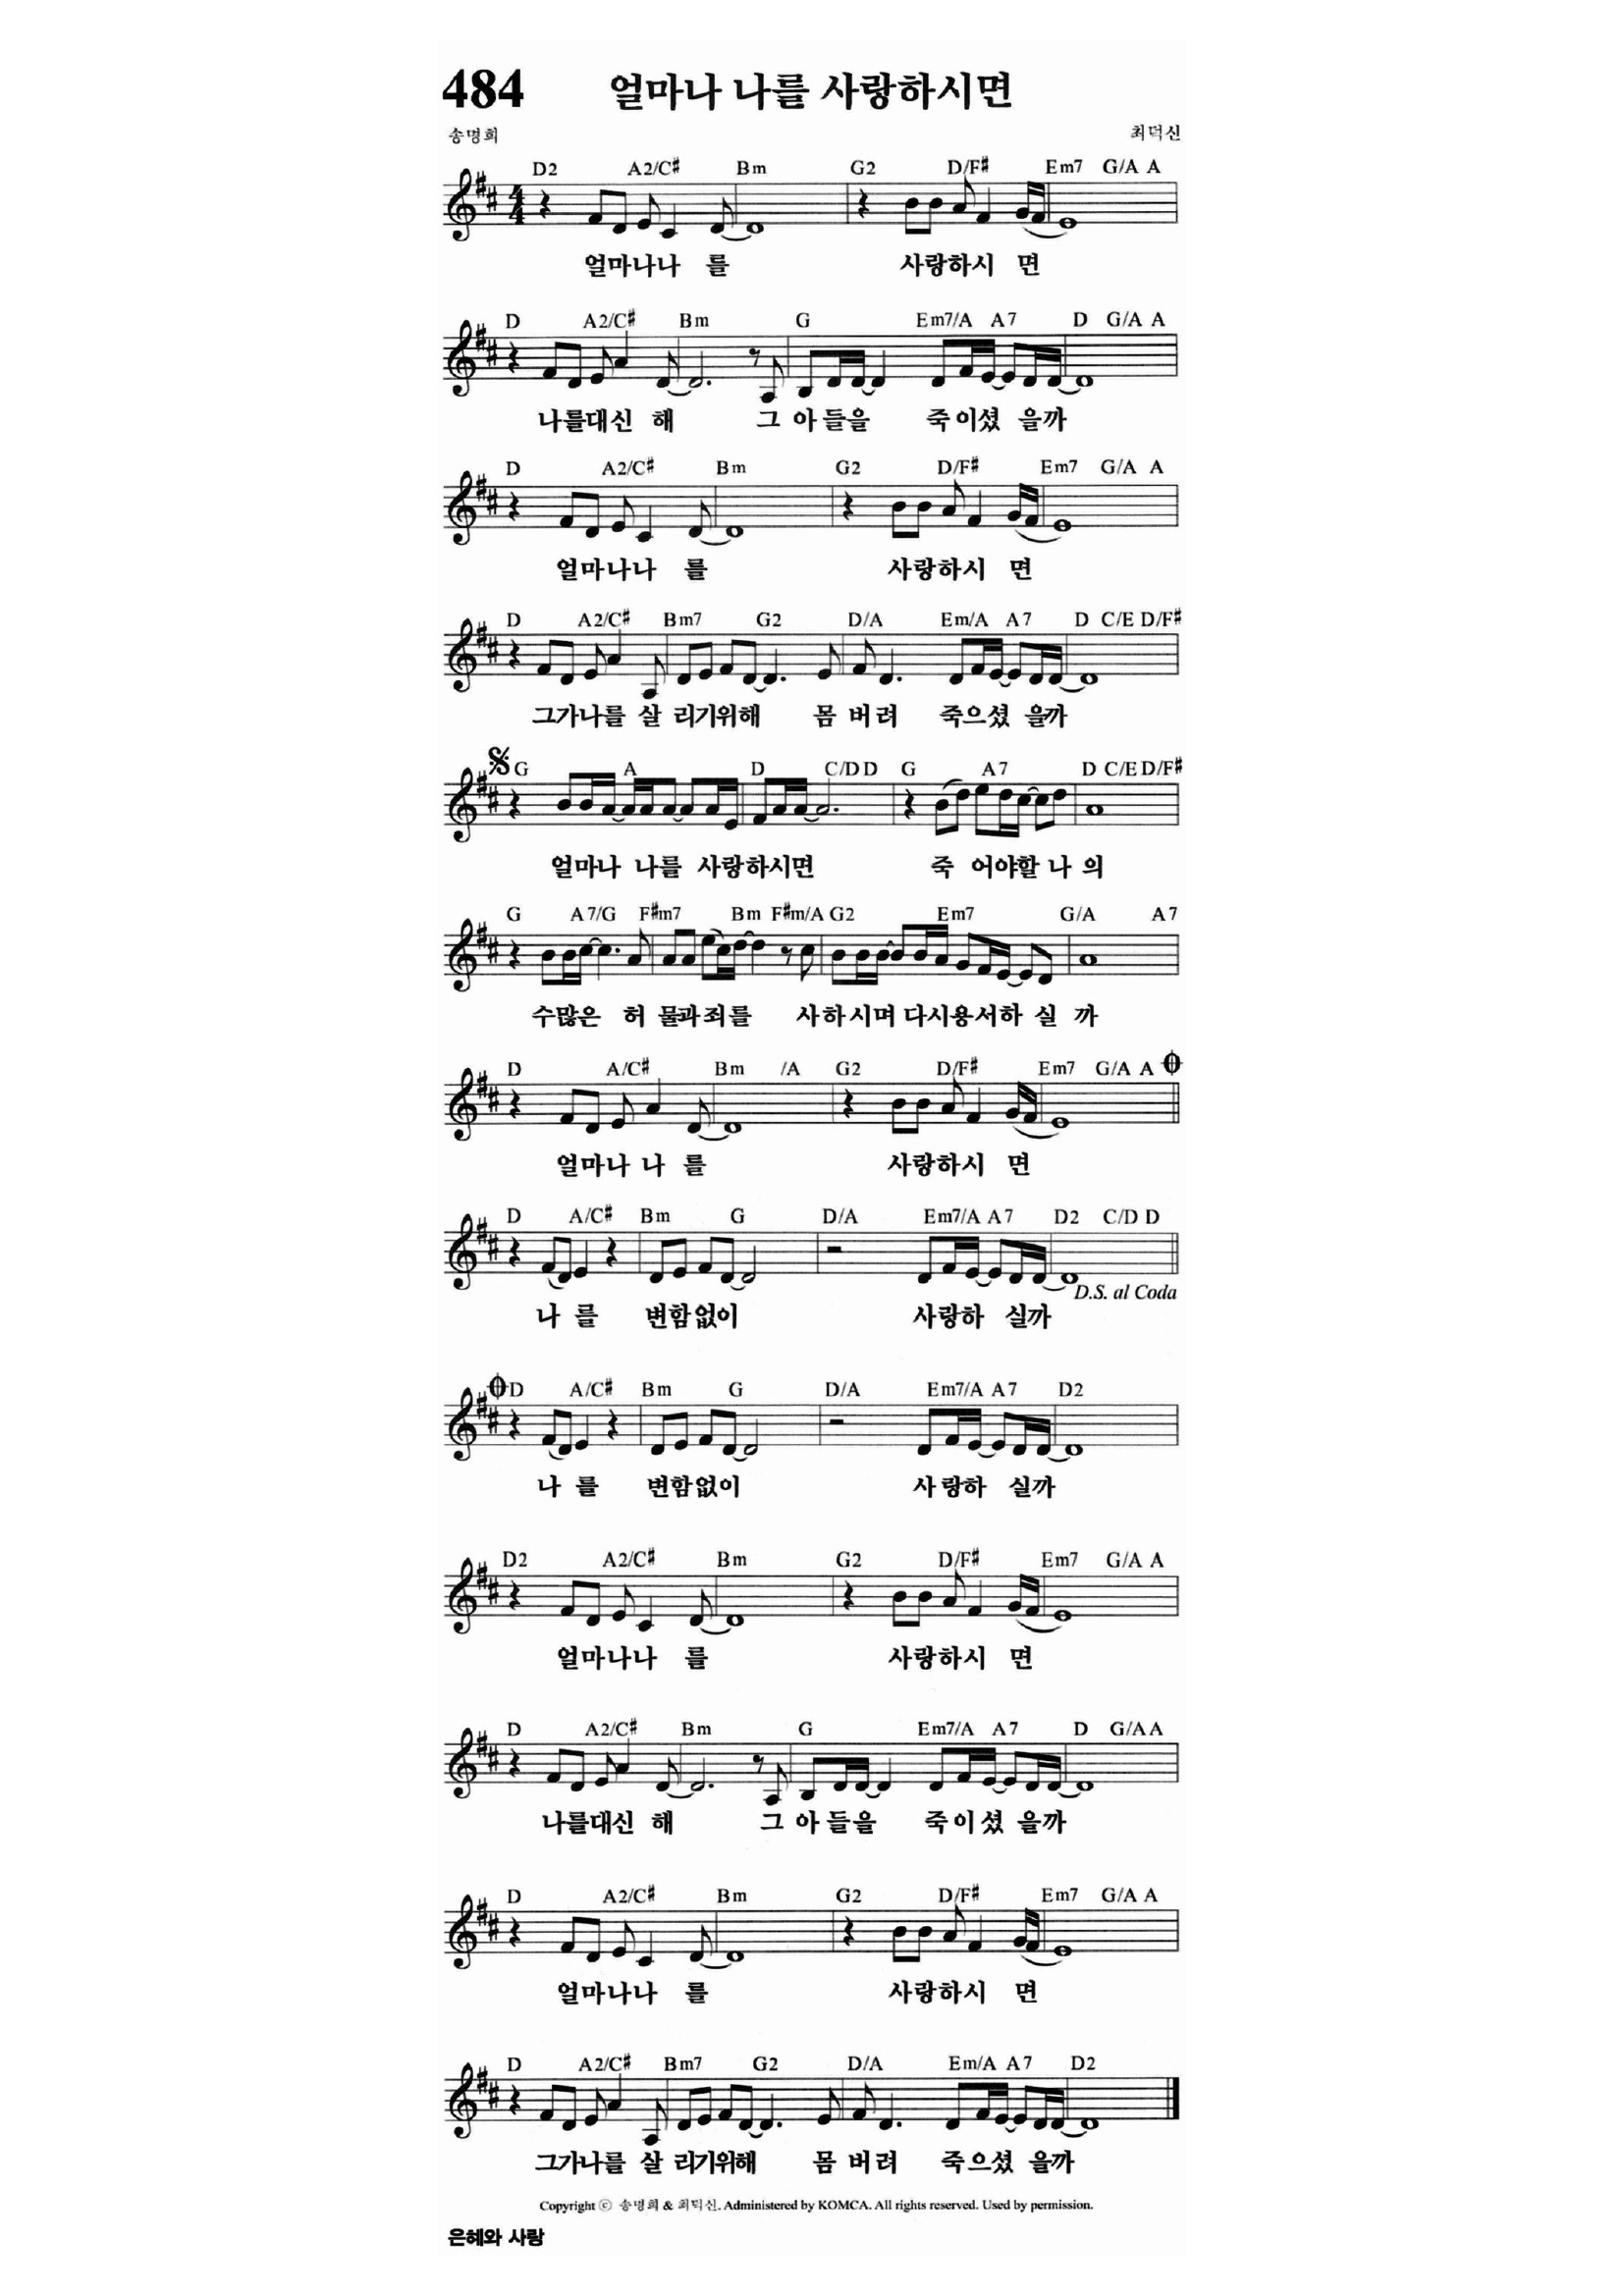 484 얼마나 나를 사랑하시면
송명희 최덕신
D2 A2/C♯ Bm G2 D/F♯ Em7 G/A A
얼마나나 를 사랑하시 면
D A2/C♯ Bm G Em7/A A7 D G/A A
나를대신 해 그 아 들을 죽이셨 을까
D A2/C♯ Bm G2 D/F♯ Em7 G/A A
얼마나나 를 사랑하시 면
D A2/C♯ Bm7 G2 D/A Em/A A7 D C/E D/F♯
그가나를 살 리기위해 몸 버 려 죽으셨 을까
G A D C/D D G A7 D C/E D/F♯
얼마나 나를 사랑하시면 죽 어야할 나 의
G A7/G F♯m7 Bm F♯m/A G2 Em7 G/A A7
수많은 허 물과죄를 사하시며 다시용서하 실 까
D A/C♯ Bm /A G2 D/F♯ Em7 G/A A
얼마나 나 를 사랑하시 면
D A/C♯ Bm G D/A Em7/A A7 D2 C/D D
D.S. al Coda
나 를 변함없이 사랑하 실까
D A/C♯ Bm G D/A Em7/A A7 D2
나 를 변함없이 사랑하 실까
D2 A2/C♯ Bm G2 D/F♯ Em7 G/A A
얼마나나 를 사랑하시 면
D A2/C♯ Bm G Em7/A A7 D G/A A
나를대신 해 그 아 들을 죽이셨 을까
D A2/C♯ Bm G2 D/F♯ Em7 G/A A
얼마나나 를 사랑하시 면
D A2/C♯ Bm7 G2 D/A Em/A A7 D2
그가나를 살 리기위해 몸 버 려 죽으셨 을까
Copyright ⓒ 송명희 & 최덕신. Administered by KOMCA. All rights reserved. Used by permission.
은혜와 사랑